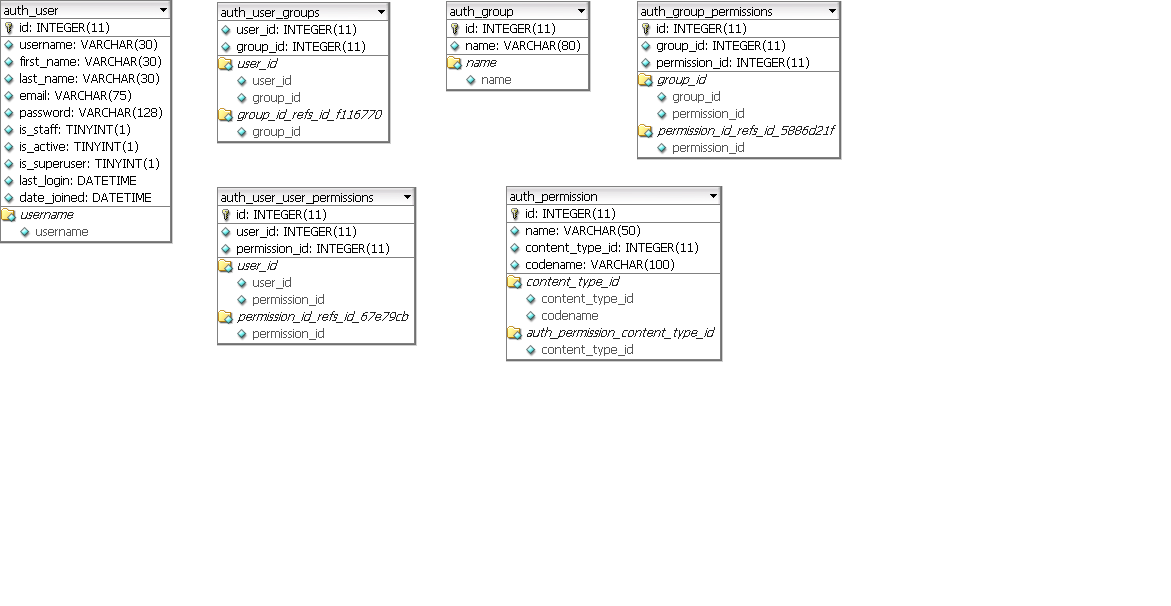 auth_user
id: INTEGER(11)
username: VARCHAR(30)
first_name: VARCHAR(30)
last_name: VARCHAR(30)
email: VARCHAR(75)
password: VARCHAR(128)
is_staff: TINYINT(1)
is_active: TINYINT(1)
is_superuser: TINYINT(1)
last_login: DATETIME
date_joined: DATETIME
username
username
auth_user_groups
user_id: INTEGER(11)
group_id: INTEGER(11)
user_id
user_id
group_id
group_id_refs_id_f116770
group_id
auth_group
id: INTEGER(11)
name: VARCHAR(80)
name
name
auth_group_permissions
id: INTEGER(11)
group_id: INTEGER(11)
permission_id: INTEGER(11)
group_id
group_id
permission_id
permission_id_refs_id_5886d21f
permission_id
auth_user_user_permissions
id: INTEGER(11)
user_id: INTEGER(11)
permission_id: INTEGER(11)
user_id
user_id
permission_id
permission_id_refs_id_67e79cb
permission_id
auth_permission
id: INTEGER(11)
name: VARCHAR(50)
content_type_id: INTEGER(11)
codename: VARCHAR(100)
content_type_id
content_type_id
codename
auth_permission_content_type_id
content_type_id